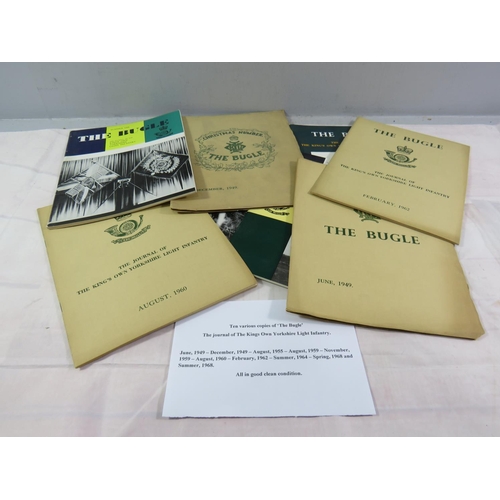 THE BUGLE
CHRISTMAS NUMBER
THE BUGLE
THE B
THE BUGLE
THE JOURNAL OF
THE KING'S OWN YORKSHIRE LIGHT INFANTRY
FEBRUARY, 1962
THE JOURNAL OF
THE KING'S OWN YORKSHIRE LIGHT INFANTRY
AUGUST, 1960
THE BUGLE
JUNE, 1949.
Ten various copies of 'The Bugle'
The journal of The Kings Own Yorkshire Light Infantry.
June, 1949 – December, 1949 – August, 1955 – August, 1959 – November,
1959 – August, 1960 – February, 1962 – Summer, 1964 – Spring, 1968 and
Summer, 1968.
All in good clean condition.